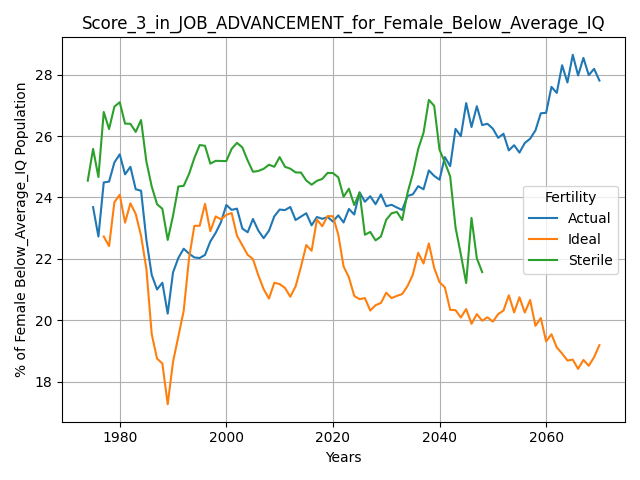 Score_3_in_JOB_ADVANCEMENT_for_Female_Below_Average_IQ
% of Female Below_Average_IQ Population
28
26
24
22
20
18
Fertility
Actual
Ideal
Sterile
1980 2000 2020 2040 2060
Years